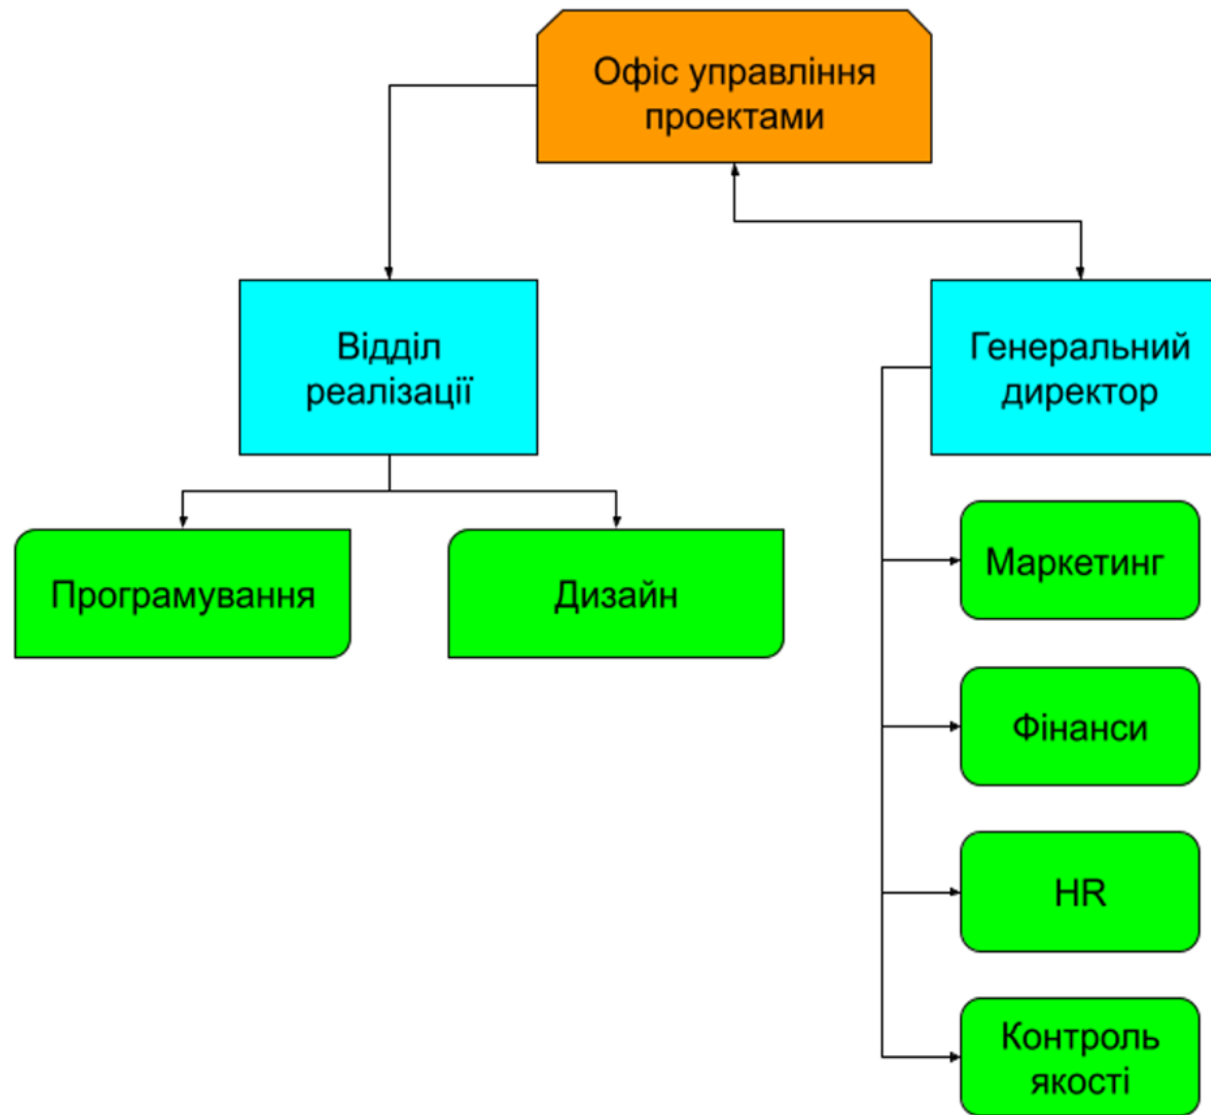 Офіс управління
проектами
Відділ
реалізації
Генеральний
директор
Програмування
Дизайн
Маркетинг
Фінанси
HR
Контроль
якості